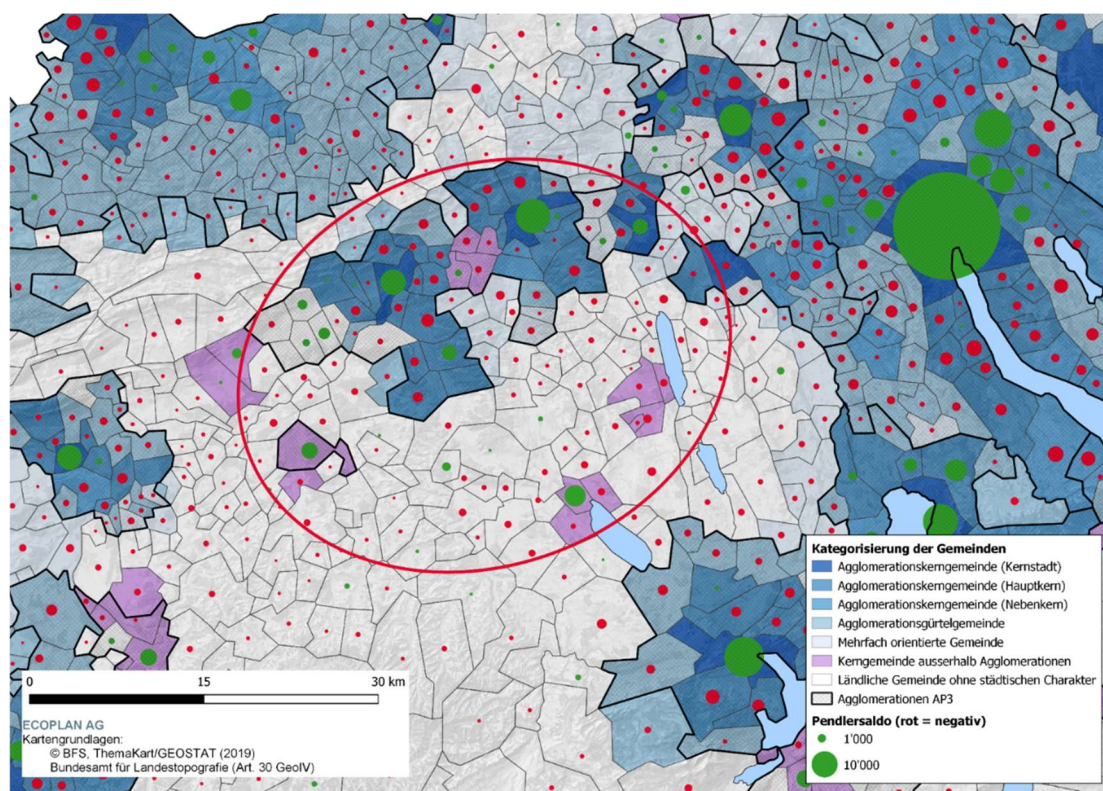 Kategorisierung der Gemeinden
Agglomerationskerngemeinde (Kernstadt)
Agglomerationskerngemeinde (Hauptkern)
Agglomerationskerngemeinde (Nebenkern)
Agglomerationsgürtelgemeinde
Mehrfach orientierte Gemeinde
Kerngemeinde ausserhalb Agglomerationen
Ländliche Gemeinde ohne städtischen Charakter
Agglomerationen AP3
Pendlersaldo (rot = negativ)
1'000
10'000
0 15 30 km
ECOPLAN AG
Kartengrundlagen:
© BFS, ThemaKart/GEOSTAT (2019)
Bundesamt für Landestopografie (Art. 30 GeoIV)